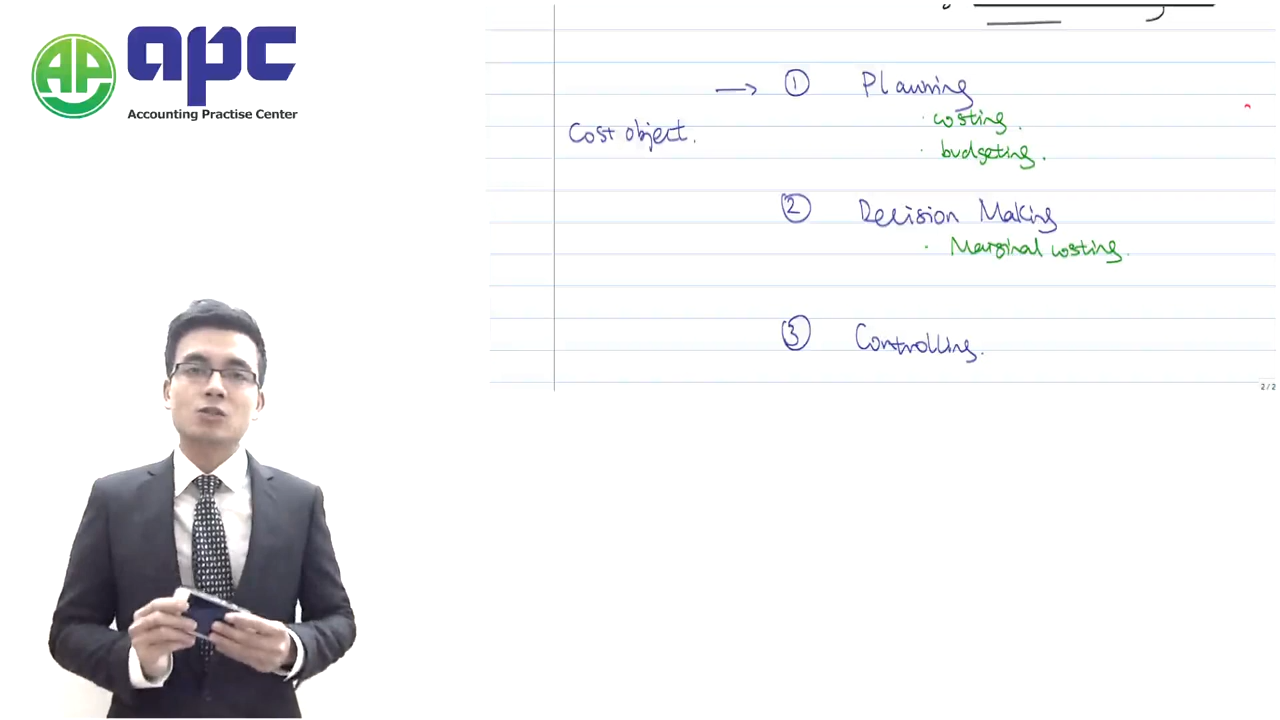 AP
apc
Accounting Practise Center
→ ① Planning
· costing.
Cost object.
· budgeting.
② Decision Making
· Marginal costing.
③ Controlling.
2/2